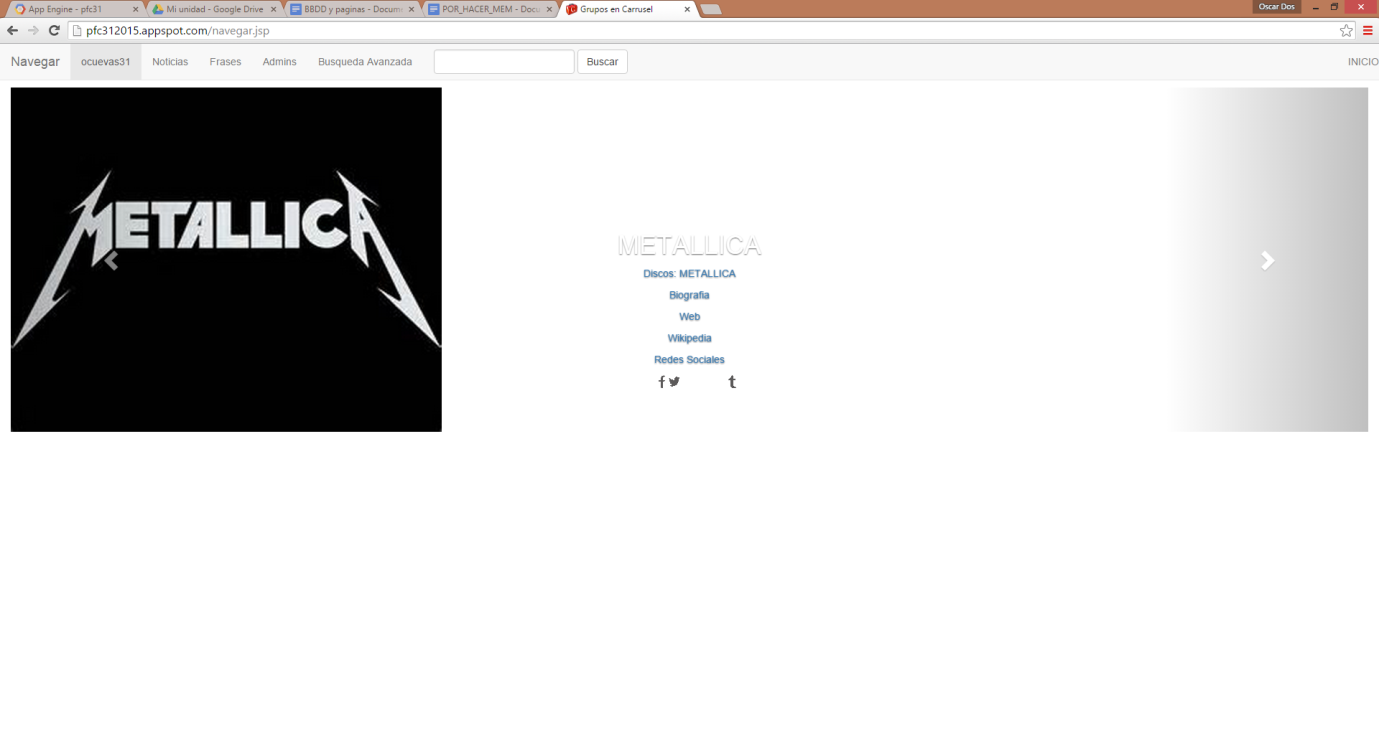 App Engine - pfc31 Mi unidad - Google Drive BBDD y paginas - Docume POR_HACER_MEM - Docu Grupos en Carrusel Oscar Dos
pfc312015.appspot.com/navegar.jsp
Navegar ocuevas31 Noticias Frases Admins Busqueda Avanzada Buscar INICIO
METALLICA
METALLICA
Discos: METALLICA
Biografia
Web
Wikipedia
Redes Sociales